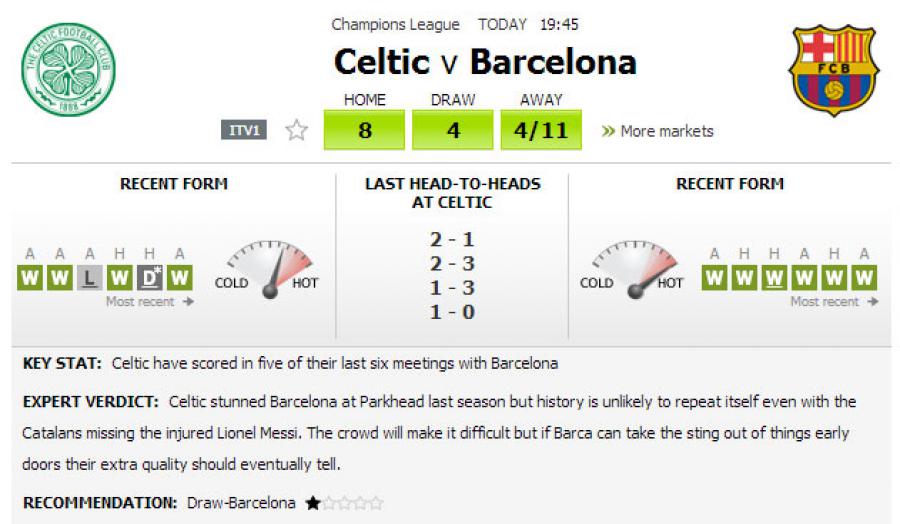 Champions League TODAY 19:45
Celtic v Barcelona
THE CELTIC FOOTBALL CLUB
1888
FCB
HOME DRAW AWAY
ITV1 8 4 4/11 » More markets
RECENT FORM
A A A H H A
W W L W D* W
Most recent →
COLD HOT
LAST HEAD-TO-HEADS
AT CELTIC
2 - 1
2 - 3
1 - 3
1 - 0
RECENT FORM
COLD HOT
A H H A H A
W W W W W W
Most recent →
KEY STAT: Celtic have scored in five of their last six meetings with Barcelona
EXPERT VERDICT: Celtic stunned Barcelona at Parkhead last season but history is unlikely to repeat itself even with the
Catalans missing the injured Lionel Messi. The crowd will make it difficult but if Barca can take the sting out of things early
doors their extra quality should eventually tell.
RECOMMENDATION: Draw-Barcelona ★☆☆☆☆